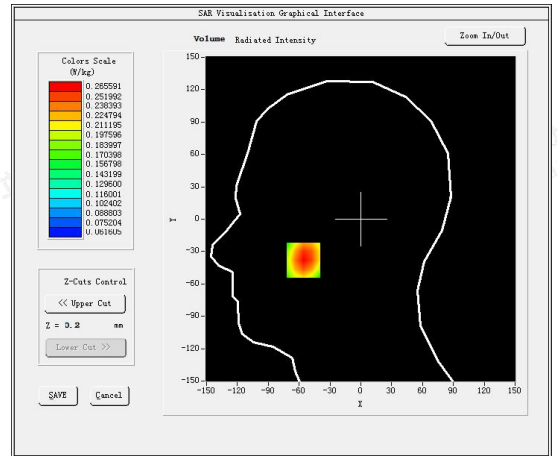 SAR Visualisation Graphical Interface
Volume Radiated Intensity
Zoom In/Out
Colors Scale
(W/kg)
0.265591
0.251992
0.238393
0.224794
0.211195
0.197596
0.183997
0.170398
0.156798
0.143199
0.129600
0.116001
0.102402
0.088803
0.075204
0.061605
Z-Cuts Control
<< Upper Cut
Z = 0.2 mm
Lower Cut >>
SAVE
Cancel
150
120
90
60
30
0
-30
-60
-90
-120
-150
Y
-150 -120 -90 -60 -30 0 30 60 90 120 150
X